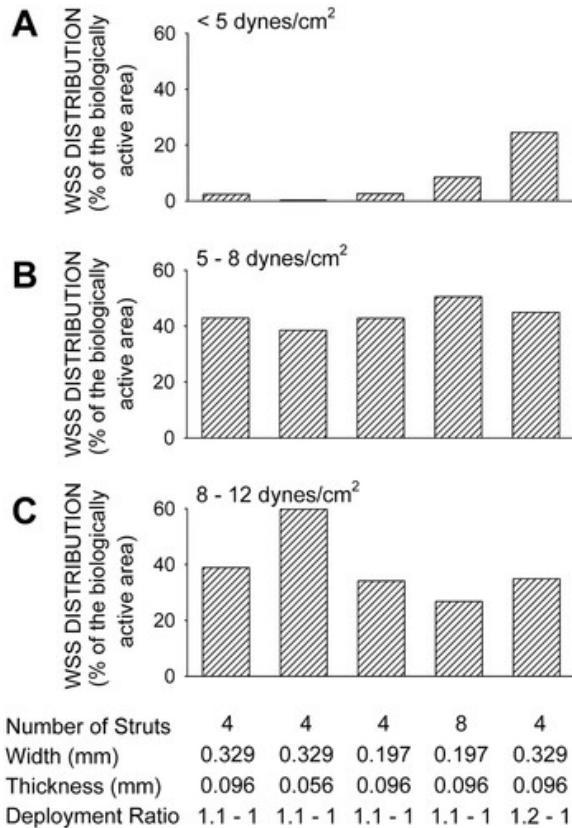 A
< 5 dynes/cm²
WSS DISTRIBUTION
(% of the biologically
active area)
60
40
20
0
B
5 - 8 dynes/cm²
WSS DISTRIBUTION
(% of the biologically
active area)
60
40
20
0
C
8 - 12 dynes/cm²
WSS DISTRIBUTION
(% of the biologically
active area)
60
40
20
0
Number of Struts 4 4 4 8 4
Width (mm) 0.329 0.329 0.197 0.197 0.329
Thickness (mm) 0.096 0.056 0.096 0.096 0.096
Deployment Ratio 1.1 - 1 1.1 - 1 1.1 - 1 1.1 - 1 1.2 - 1